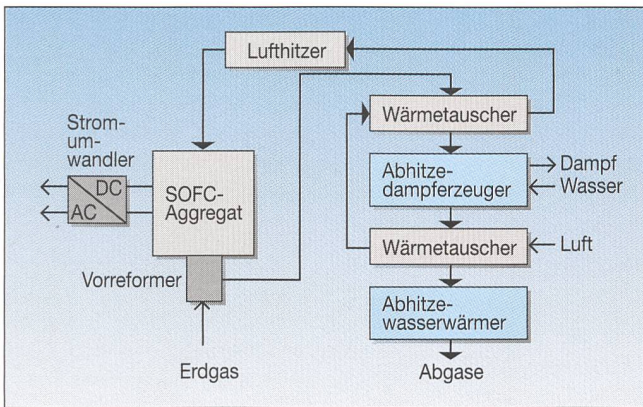 Lufthitzer
Strom-
um-
wandler
DC
AC
SOFC-
Aggregat
Vorreformer
Erdgas
Wärmetauscher
Abhitze-
dampferzeuger
Dampf
Wasser
Wärmetauscher
Luft
Abhitze-
wasserwärmer
Abgase